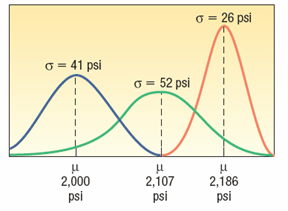 σ = 26 psi
σ = 41 psi
σ = 52 psi
μ μ μ
2,000 2,107 2,186
psi psi psi